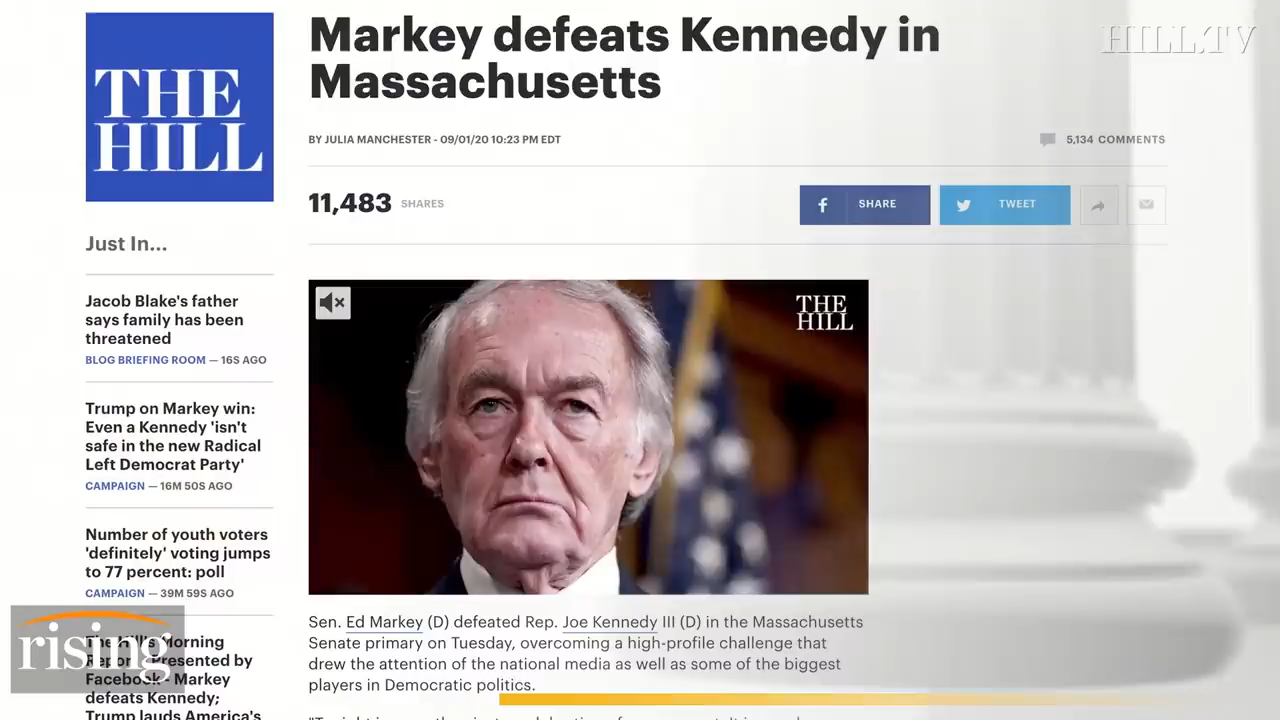 THE
HILL
Markey defeats Kennedy in
Massachusetts
HILL.TV
BY JULIA MANCHESTER - 09/01/20 10:23 PM EDT
5,134 COMMENTS
11,483 SHARES
f SHARE
TWEET
Just In...
Jacob Blake's father
says family has been
threatened
BLOG BRIEFING ROOM — 16S AGO
Trump on Markey win:
Even a Kennedy 'isn't
safe in the new Radical
Left Democrat Party'
CAMPAIGN — 16M 50S AGO
Number of youth voters
'definitely' voting jumps
to 77 percent: poll
CAMPAIGN — 39M 59S AGO
The Hill's Morning
Report - Presented by
Facebook - Markey
defeats Kennedy;
Trump lauds America's
rising
THE
HILL
Sen. Ed Markey (D) defeated Rep. Joe Kennedy III (D) in the Massachusetts
Senate primary on Tuesday, overcoming a high-profile challenge that
drew the attention of the national media as well as some of the biggest
players in Democratic politics.